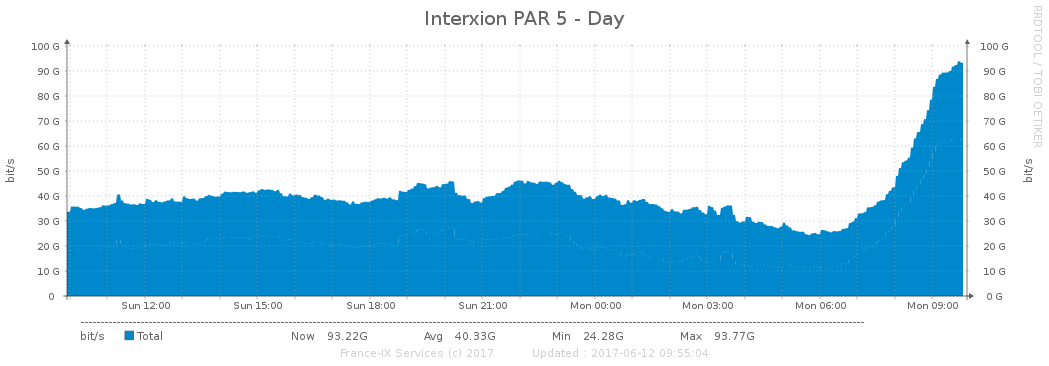 Interxion PAR 5 - Day
RRDTOOL / TOBI OETIKER
bit/s
100 G
90 G
80 G
70 G
60 G
50 G
40 G
30 G
20 G
10 G
0
100 G
90 G
80 G
70 G
60 G
50 G
40 G
30 G
20 G
10 G
0 G
bit/s
Sun 12:00 Sun 15:00 Sun 18:00 Sun 21:00 Mon 00:00 Mon 03:00 Mon 06:00 Mon 09:00
bit/s Total Now 93.22G Avg 40.33G Min 24.28G Max 93.77G
France-IX Services (c) 2017 Updated : 2017-06-12 09:55:04